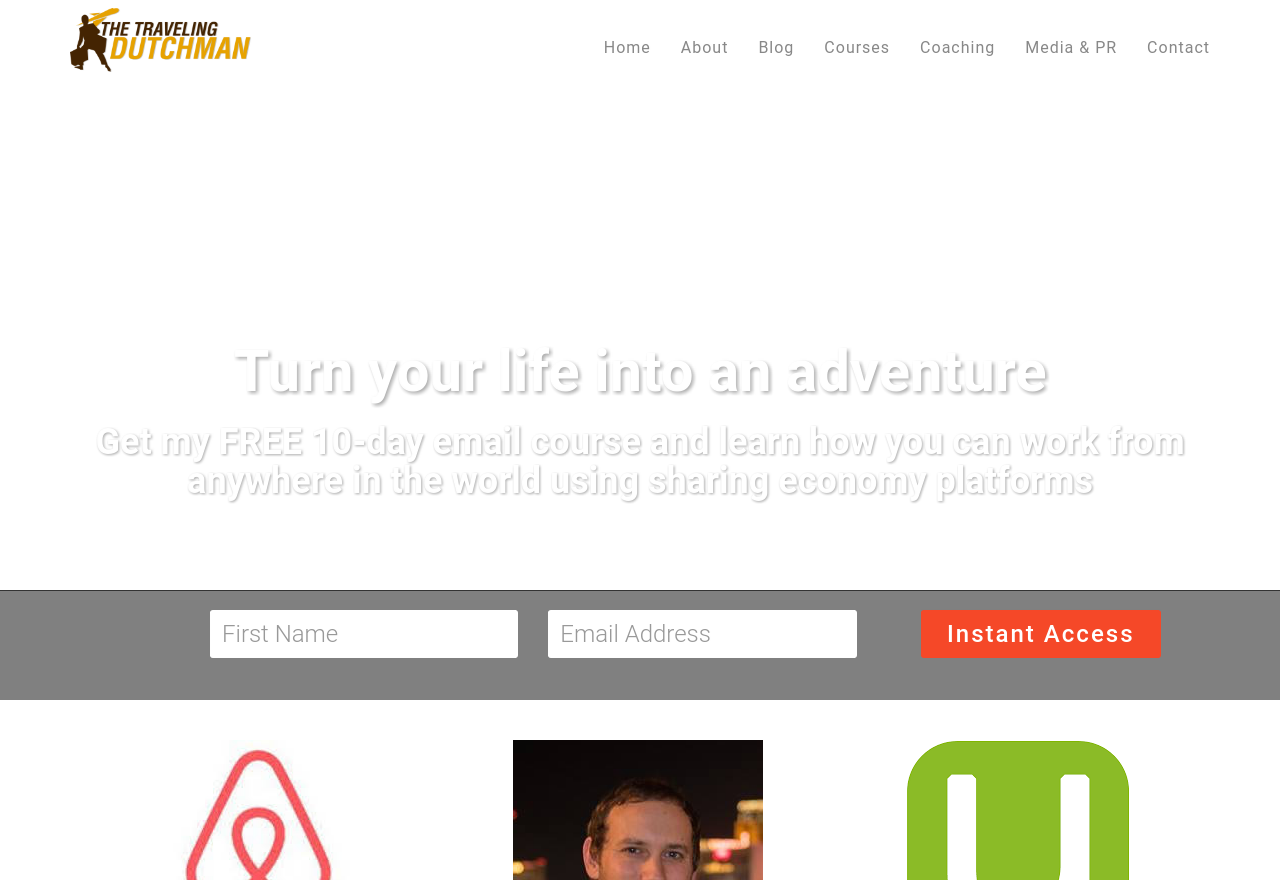 THE TRAVELING
DUTCHMAN
Home About Blog Courses Coaching Media & PR Contact
Turn your life into an adventure
Get my FREE 10-day email course and learn how you can work from
anywhere in the world using sharing economy platforms
First Name Email Address Instant Access